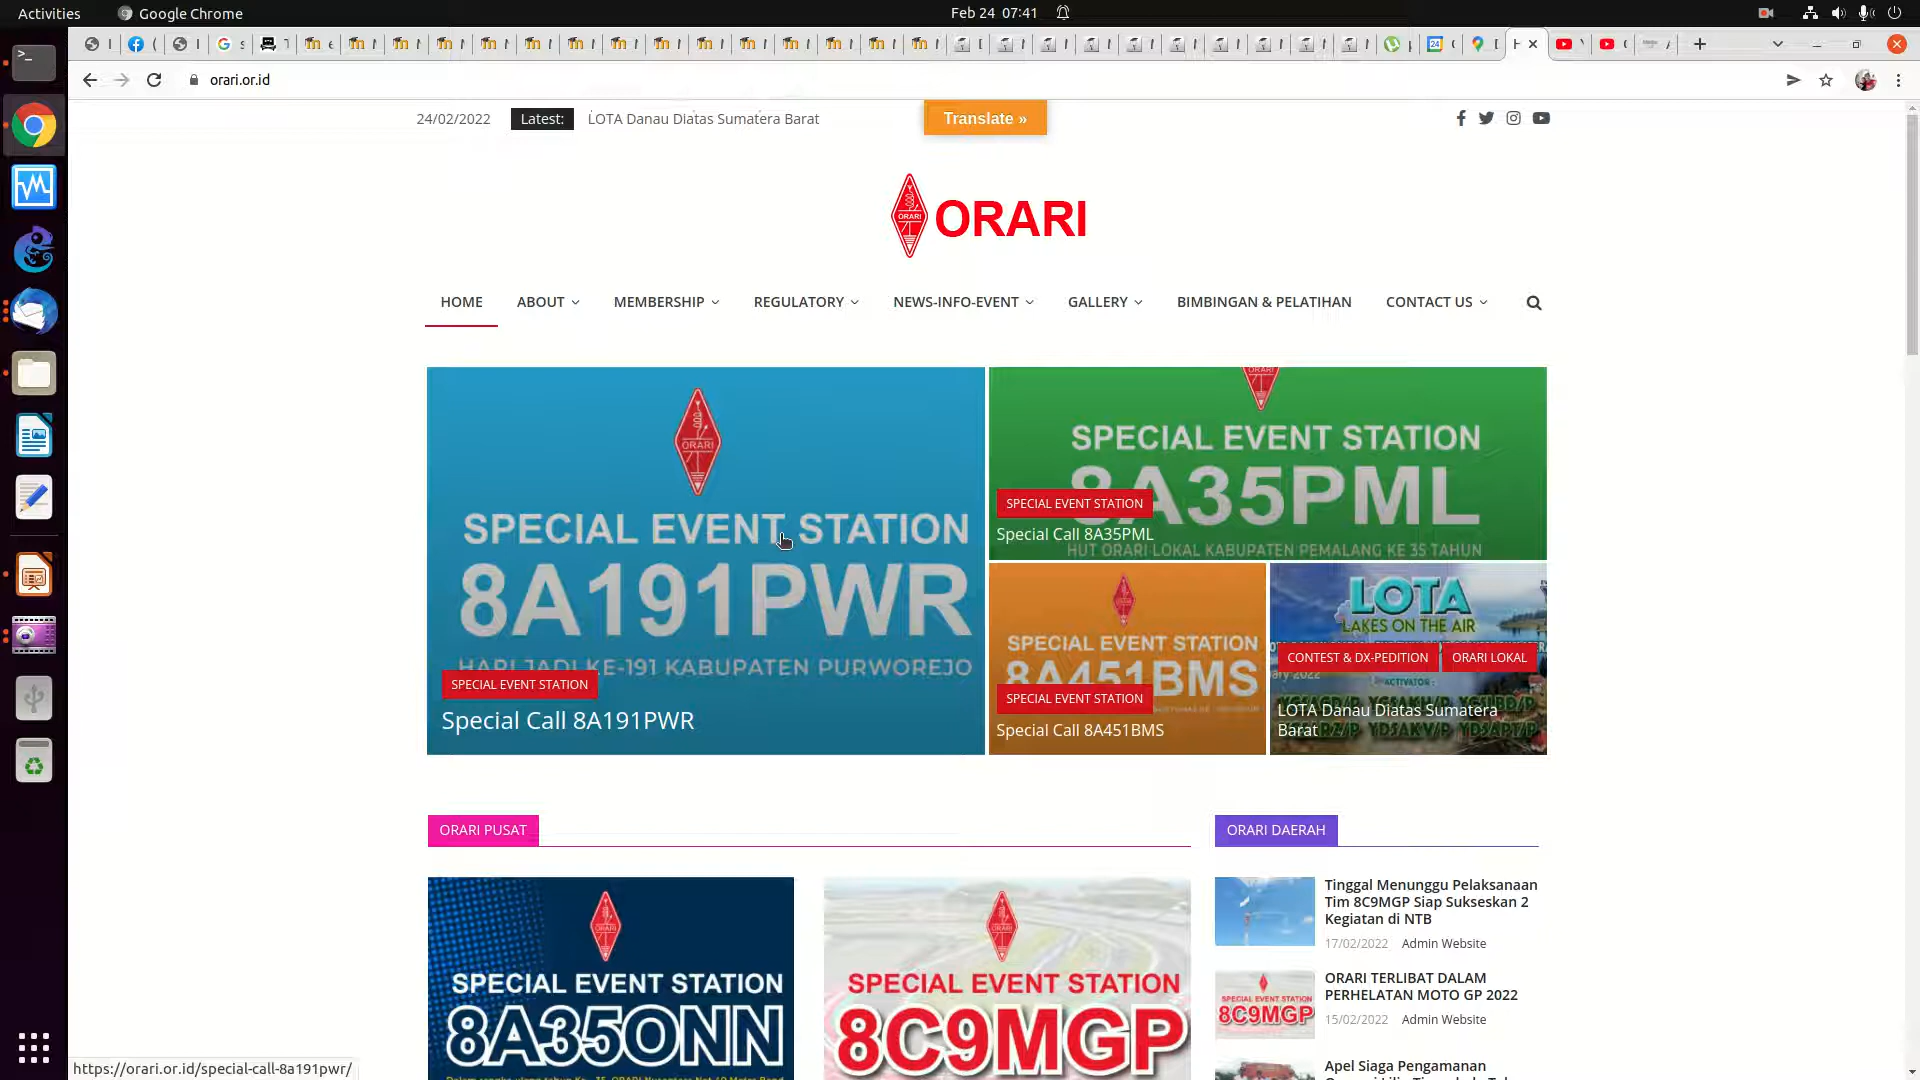 Activities
Google Chrome
Feb 24 07:41
orari.or.id
24/02/2022
Latest:
LOTA Danau Diatas Sumatera Barat
Translate »
ORARI
ORARI
HOME
ABOUT
MEMBERSHIP
REGULATORY
NEWS-INFO-EVENT
GALLERY
BIMBINGAN & PELATIHAN
CONTACT US
ORARI
SPECIAL EVENT STATION
8A191PWR
HARI JADI KE-191 KABUPATEN PURWOREJO
SPECIAL EVENT STATION
Special Call 8A191PWR
ORARI
SPECIAL EVENT STATION
8A35PML
SPECIAL EVENT STATION
Special Call 8A35PML
HUT ORARI LOKAL KABUPATEN PEMALANG KE 35 TAHUN
SPECIAL EVENT STATION
8A451BMS
SPECIAL EVENT STATION
Special Call 8A451BMS
LOTA
LAKES ON THE AIR
CONTEST & DX-PEDITION
ORARI LOKAL
ACTIVATOR :
LOTA Danau Diatas Sumatera
Barat
ORARI PUSAT
ORARI DAERAH
ORARI
SPECIAL EVENT STATION
8A35ONN
ORARI
SPECIAL EVENT STATION
8C9MGP
Tinggal Menunggu Pelaksanaan
Tim 8C9MGP Siap Sukseskan 2
Kegiatan di NTB
17/02/2022
Admin Website
SPECIAL EVENT STATION
8C9MGP
ORARI TERLIBAT DALAM
PERHELATAN MOTO GP 2022
15/02/2022
Admin Website
Apel Siaga Pengamanan
https://orari.or.id/special-call-8a191pwr/